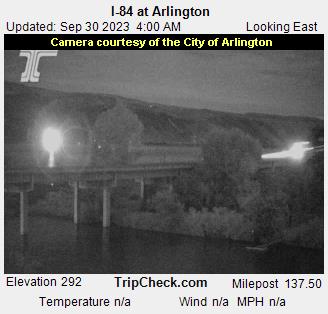 I-84 at Arlington
Updated: Sep 30 2023 4:00 AM Looking East
Camera courtesy of the City of Arlington
Elevation 292 TripCheck.com Milepost 137.50
Temperature n/a Wind n/a MPH n/a